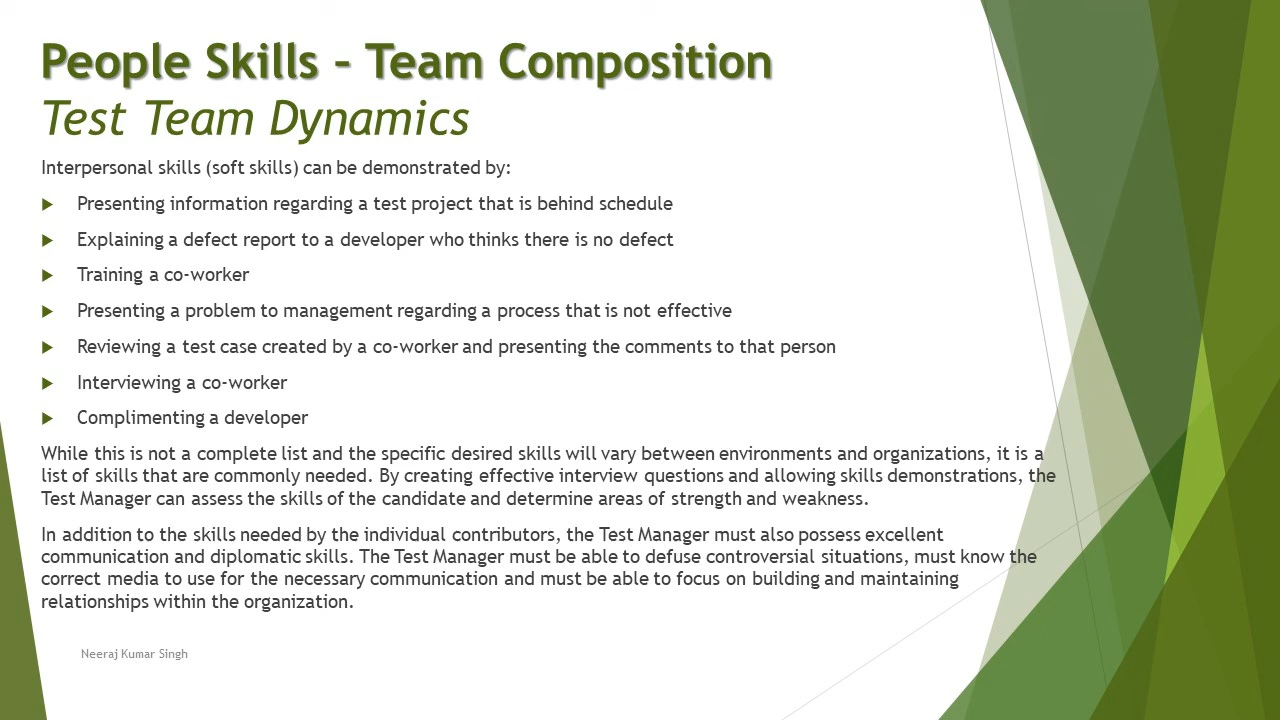 People Skills – Team Composition
Test Team Dynamics
Interpersonal skills (soft skills) can be demonstrated by:
Presenting information regarding a test project that is behind schedule
Explaining a defect report to a developer who thinks there is no defect
Training a co-worker
Presenting a problem to management regarding a process that is not effective
Reviewing a test case created by a co-worker and presenting the comments to that person
Interviewing a co-worker
Complimenting a developer
While this is not a complete list and the specific desired skills will vary between environments and organizations, it is a
list of skills that are commonly needed. By creating effective interview questions and allowing skills demonstrations, the
Test Manager can assess the skills of the candidate and determine areas of strength and weakness.
In addition to the skills needed by the individual contributors, the Test Manager must also possess excellent
communication and diplomatic skills. The Test Manager must be able to defuse controversial situations, must know the
correct media to use for the necessary communication and must be able to focus on building and maintaining
relationships within the organization.
Neeraj Kumar Singh